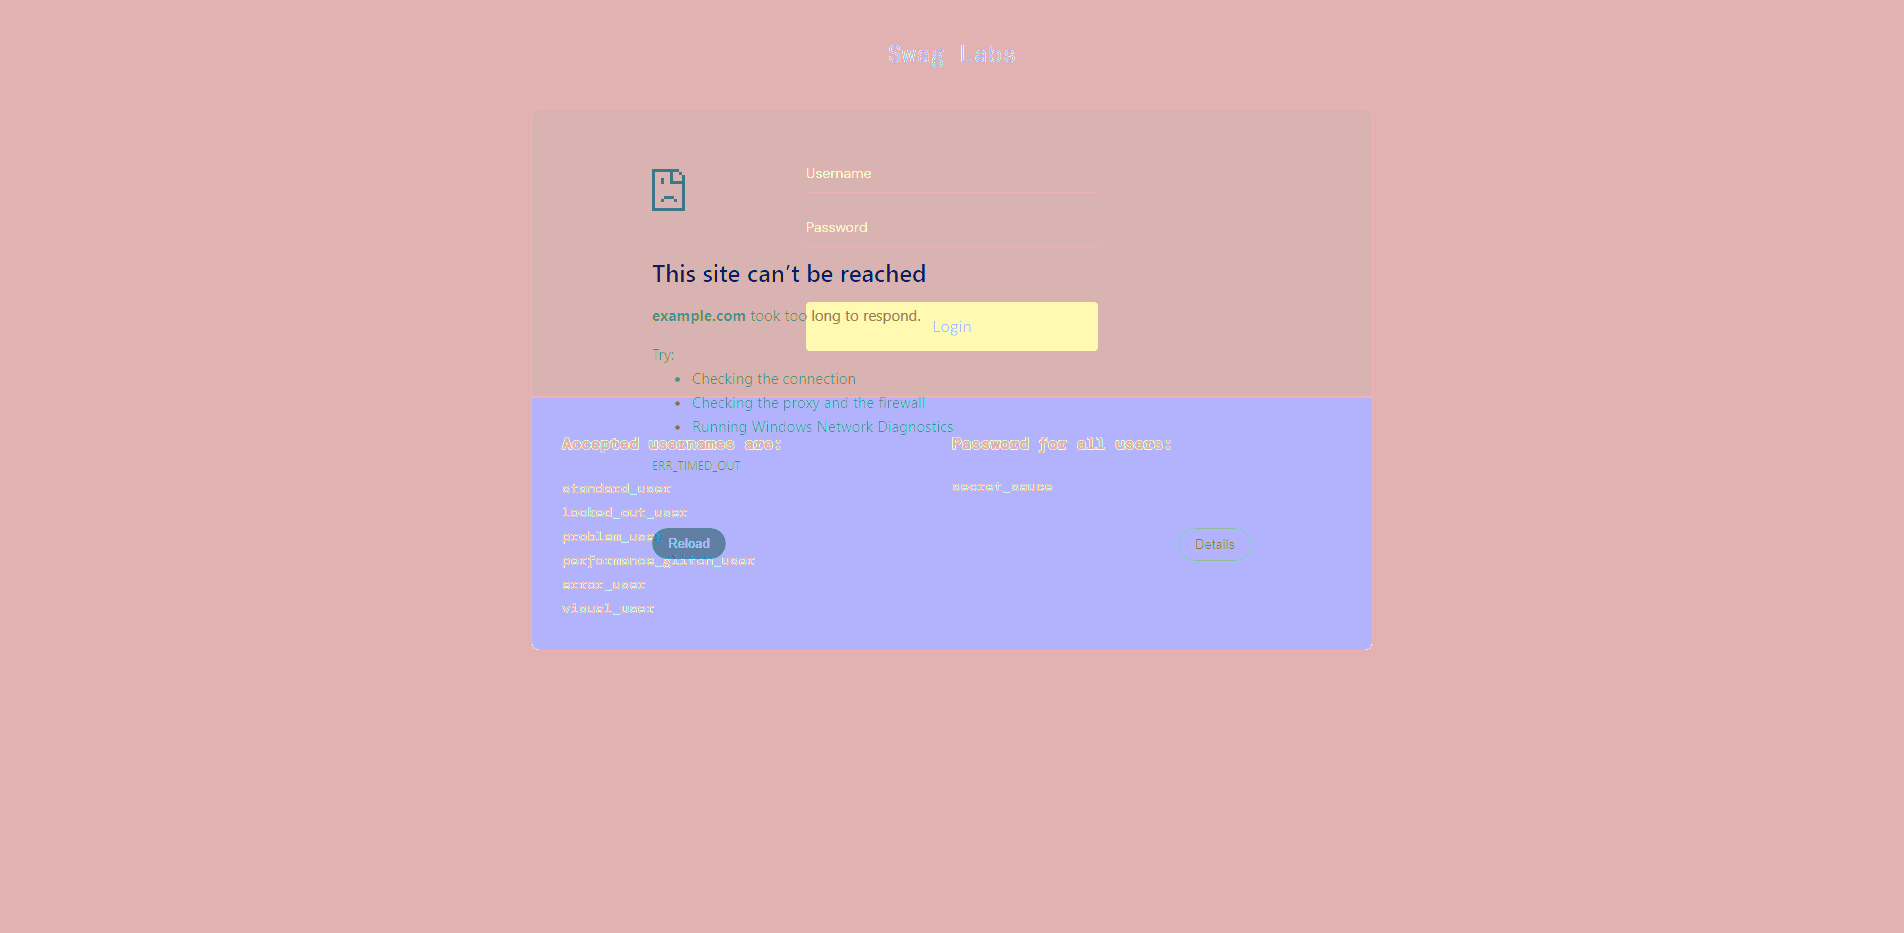 Swag Labs
Username
Password
This site can't be reached
example.com took too long to respond.
Login
Try:
Checking the connection
Checking the proxy and the firewall
Running Windows Network Diagnostics
Accepted usernames are:
Password for all users:
ERR_TIMED_OUT
standard_user
secret_sauce
locked_out_user
problem_user
Reload
Details
performance_glitch_user
error_user
visual_user